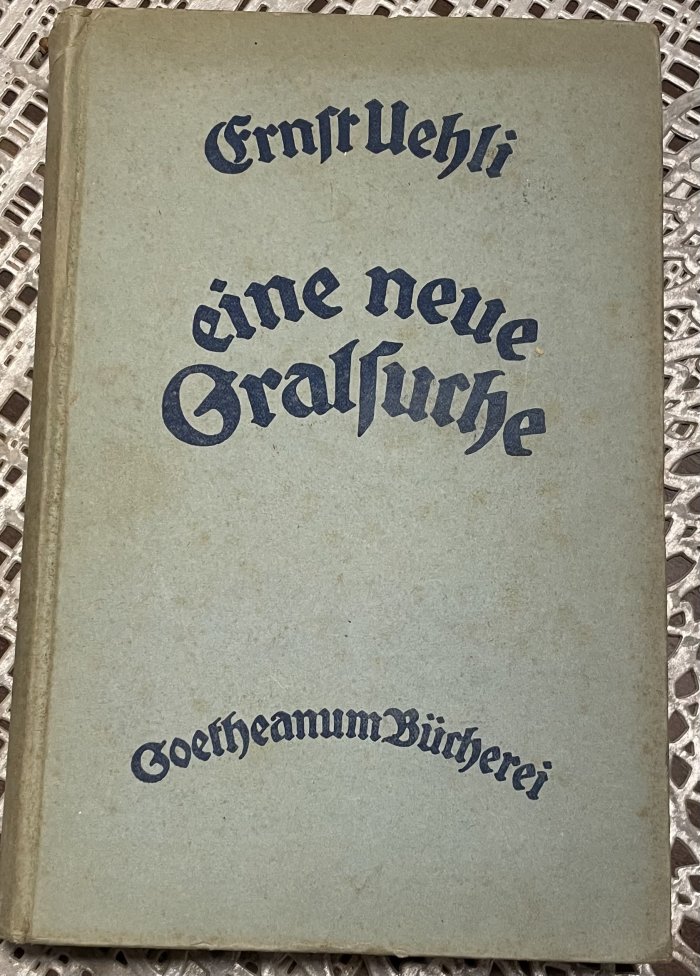 Ernst Uehli
eine neue
Gralsuche
Goetheanum Bücherei